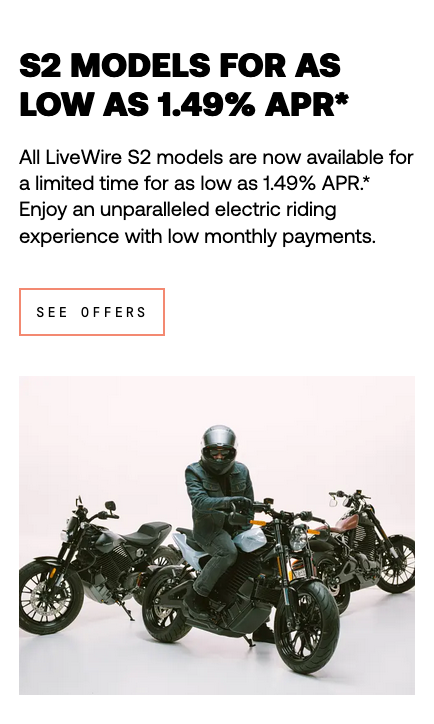 S2 MODELS FOR AS
LOW AS 1.49% APR*
All LiveWire S2 models are now available for
a limited time for as low as 1.49% APR.*
Enjoy an unparalleled electric riding
experience with low monthly payments.
SEE OFFERS